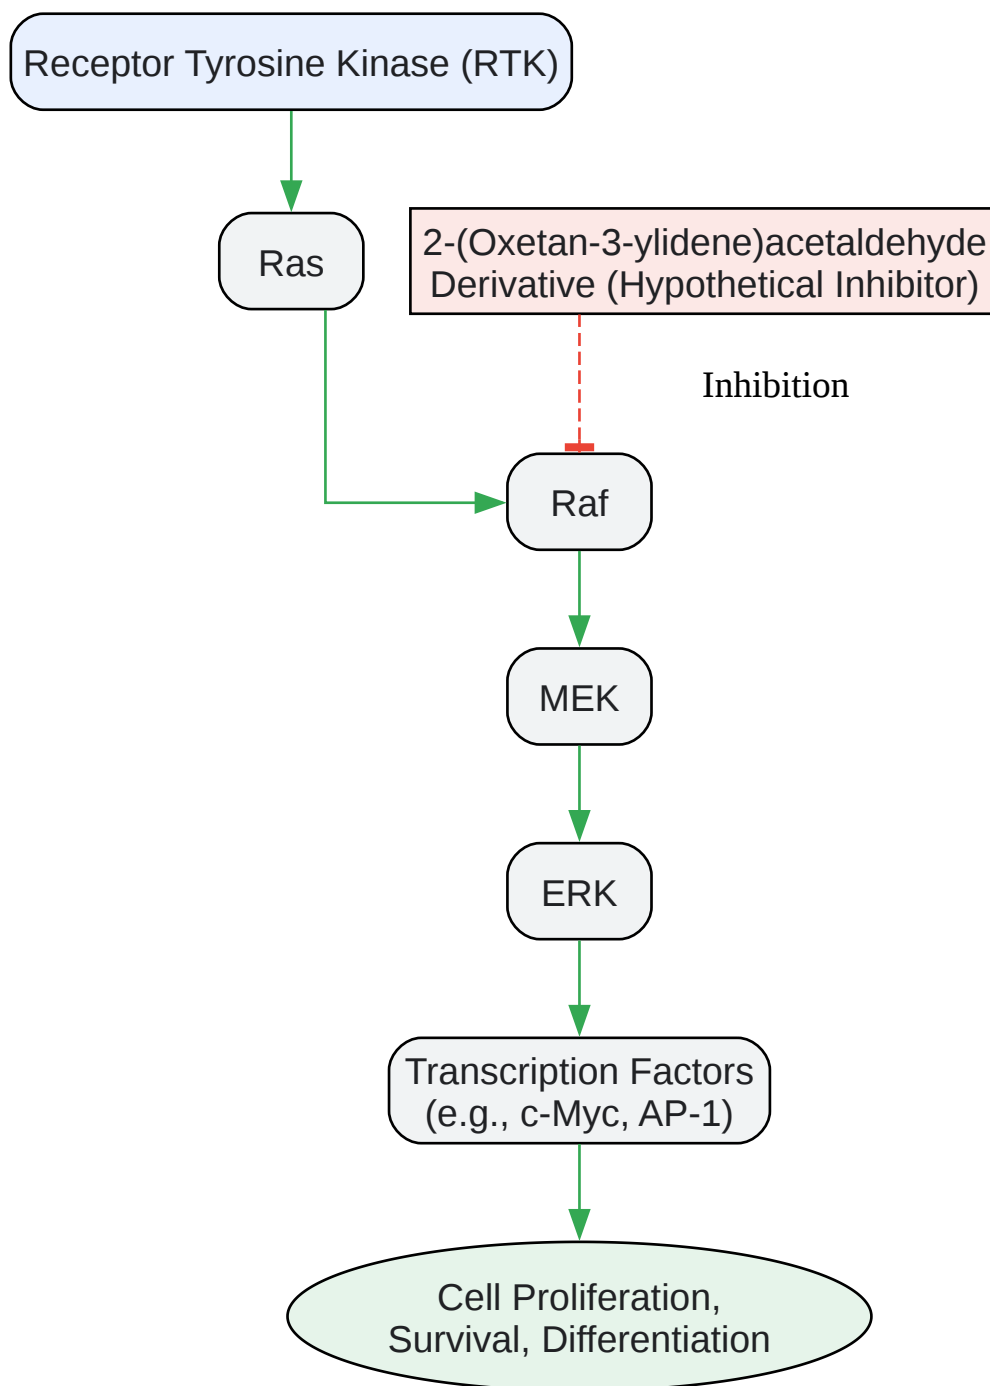 Receptor Tyrosine Kinase (RTK)
Ras
2-(Oxetan-3-ylidene)acetaldehyde
Derivative (Hypothetical Inhibitor)
Inhibition
Raf
MEK
ERK
Transcription Factors
(e.g., c-Myc, AP-1)
Cell Proliferation,
Survival, Differentiation